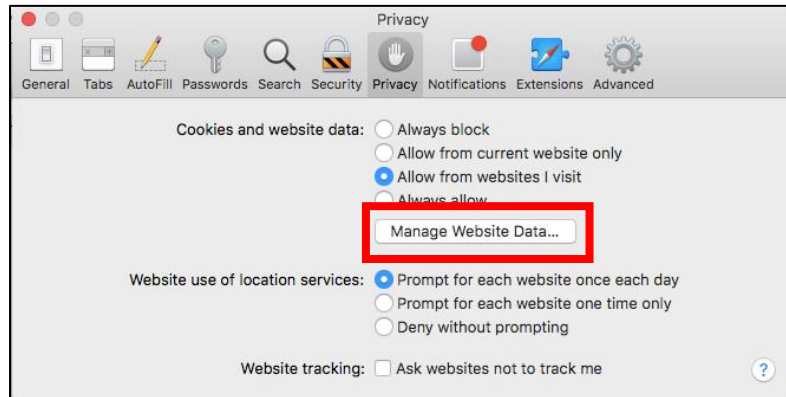 Privacy
General Tabs AutoFill Passwords Search Security Privacy Notifications Extensions Advanced
Cookies and website data: Always block
Allow from current website only
Allow from websites I visit
Always allow
Manage Website Data...
Website use of location services: Prompt for each website once each day
Prompt for each website one time only
Deny without prompting
Website tracking: Ask websites not to track me ?